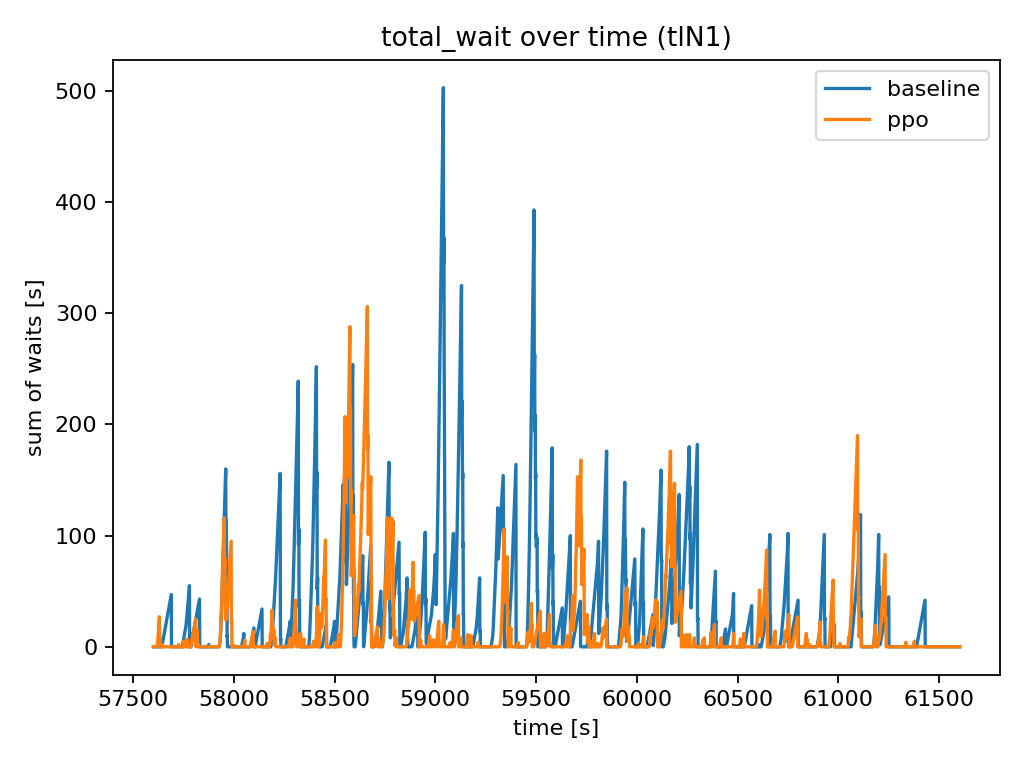 total_wait over time (tlN1)
baseline
ppo
sum of waits [s]
500
400
300
200
100
0
57500 58000 58500 59000 59500 60000 60500 61000 61500
time [s]